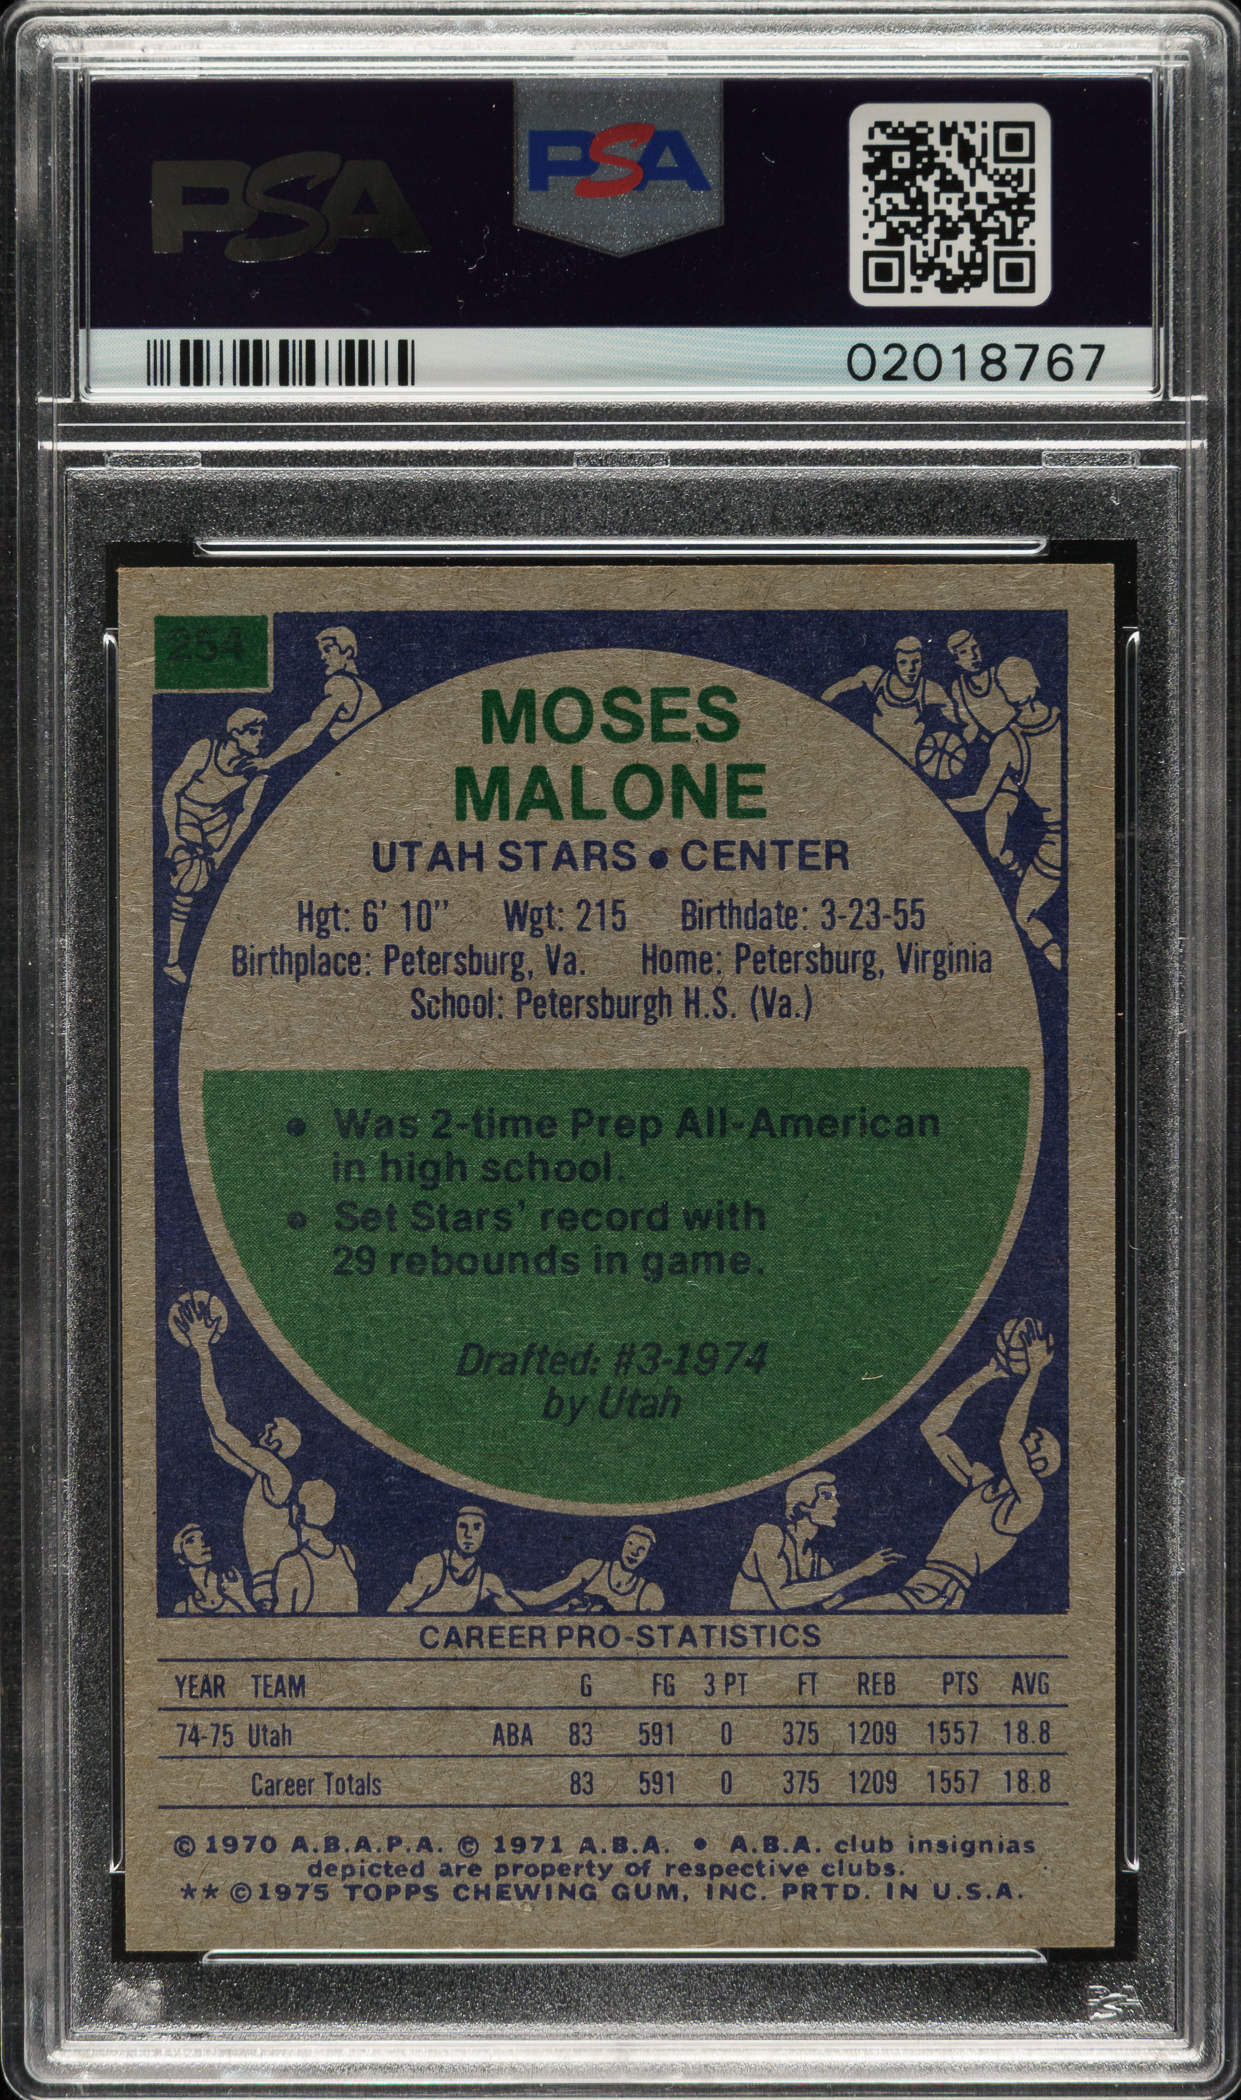 PSA
PSA
02018767
254
MOSES
MALONE
UTAH STARS • CENTER
Hgt: 6' 10" Wgt: 215 Birthdate: 3-23-55
Birthplace: Petersburg, Va. Home: Petersburg, Virginia
School: Petersburgh H.S. (Va.)
• Was 2-time Prep All-American
in high school.
• Set Stars' record with
29 rebounds in game.
Drafted: #3-1974
by Utah
CAREER PRO-STATISTICS
YEAR TEAM G FG 3 PT FT REB PTS AVG
74-75 Utah ABA 83 591 0 375 1209 1557 18.8
Career Totals 83 591 0 375 1209 1557 18.8
© 1970 A.B.A.P.A. © 1971 A.B.A. • A.B.A. club insignias
depicted are property of respective clubs.
** © 1975 TOPPS CHEWING GUM, INC. PRTD. IN U.S.A.
PSA